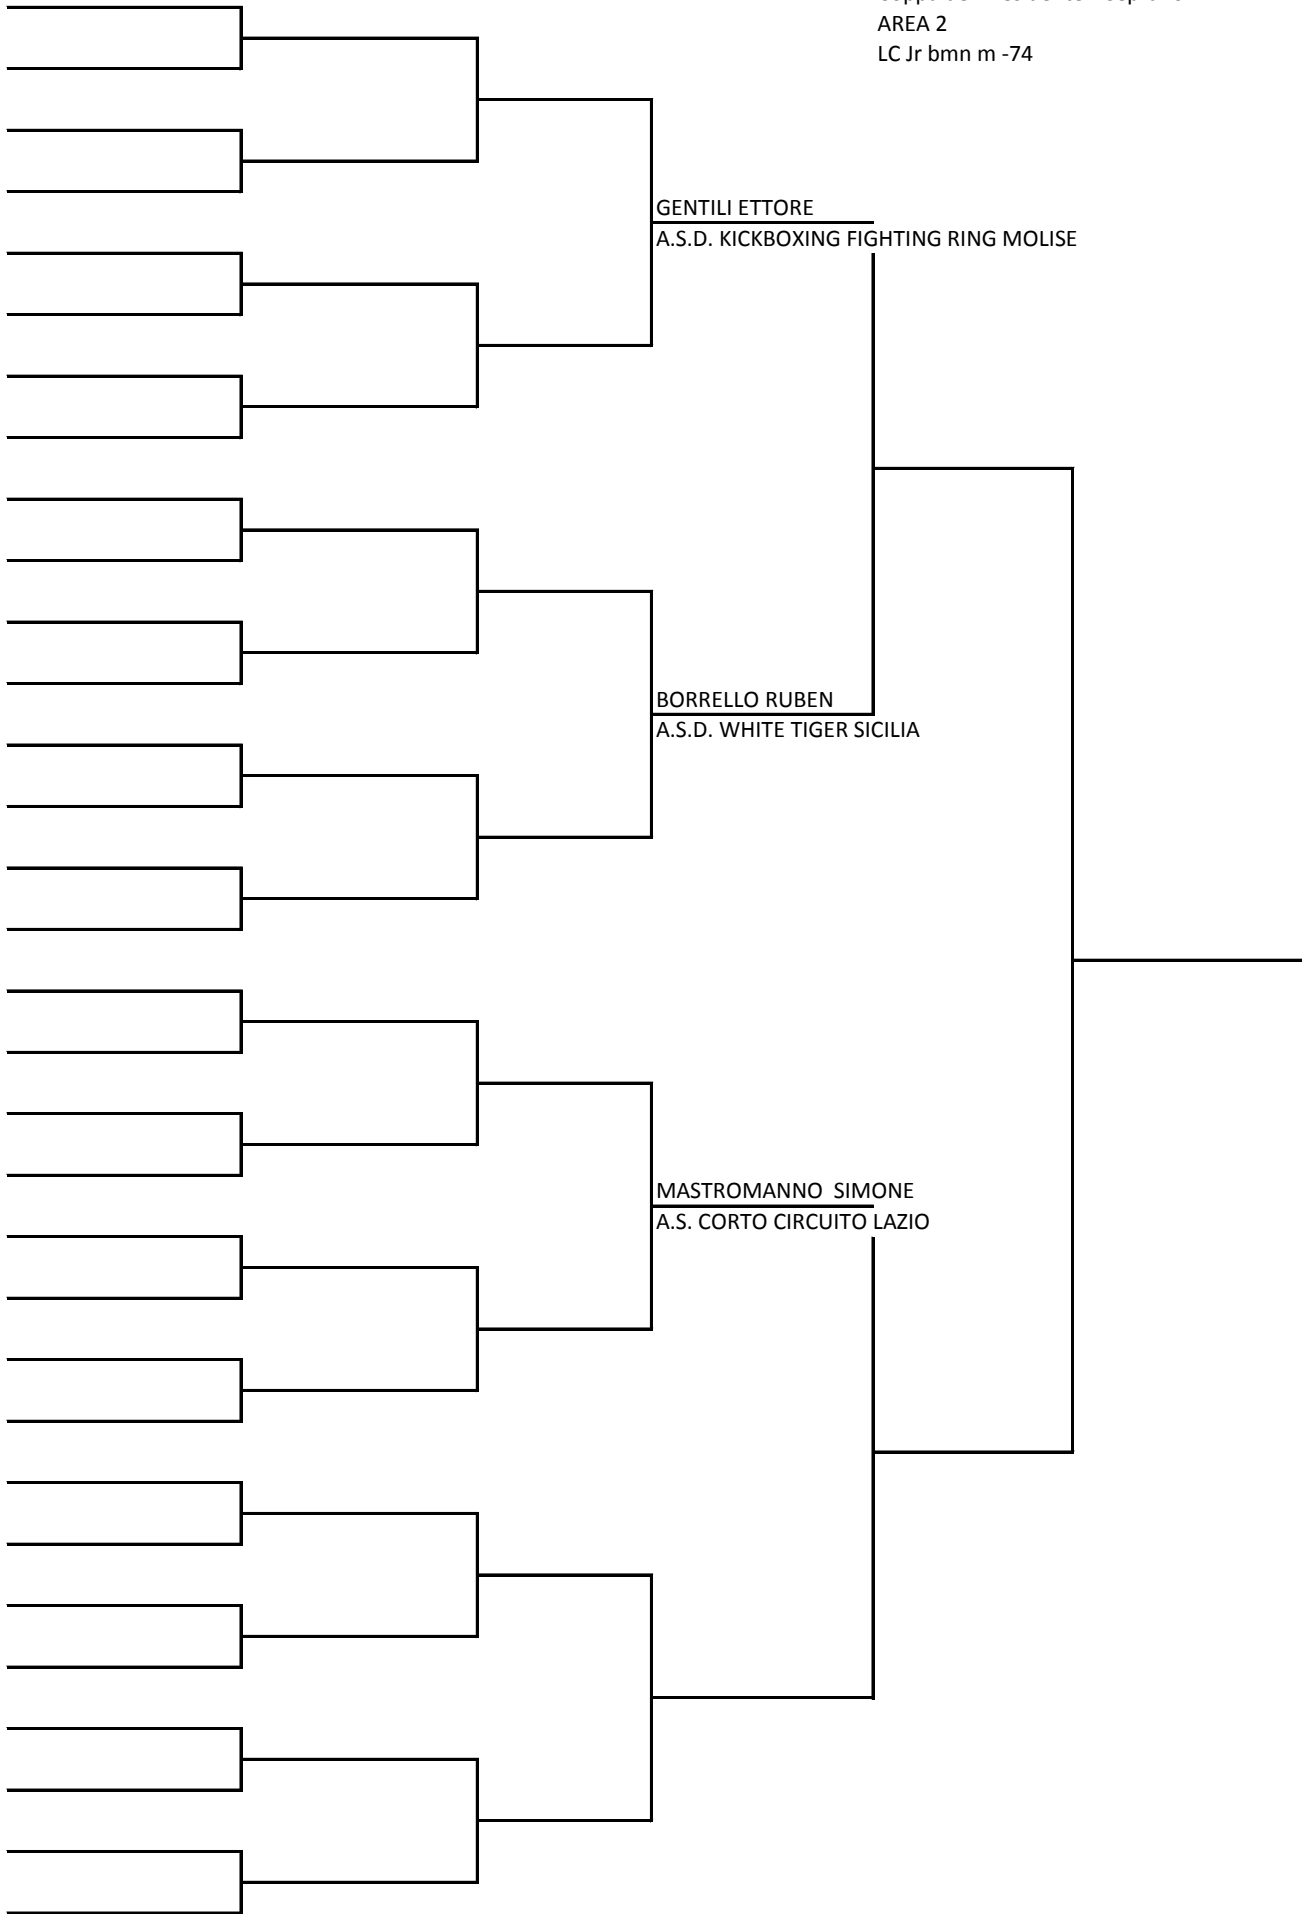 AREA 2
LC Jr bmn m -74
GENTILI ETTORE
A.S.D. KICKBOXING FIGHTING RING MOLISE
BORRELLO RUBEN
A.S.D. WHITE TIGER SICILIA
MASTROMANNO  SIMONE
A.S. CORTO CIRCUITO LAZIO